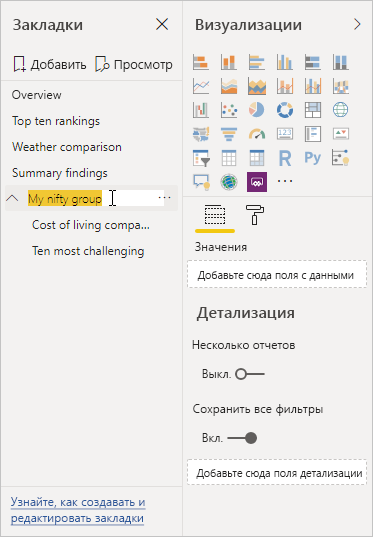 Закладки
Добавить
Просмотр
Overview
Top ten rankings
Weather comparison
Summary findings
My nifty group
Cost of living compa...
Ten most challenging
Узнайте, как создавать и
редактировать закладки
Визуализации
123
R
Py
Значения
Добавьте сюда поля с данными
Детализация
Несколько отчетов
Выкл.
Сохранить все фильтры
Вкл.
Добавьте сюда поля детализации